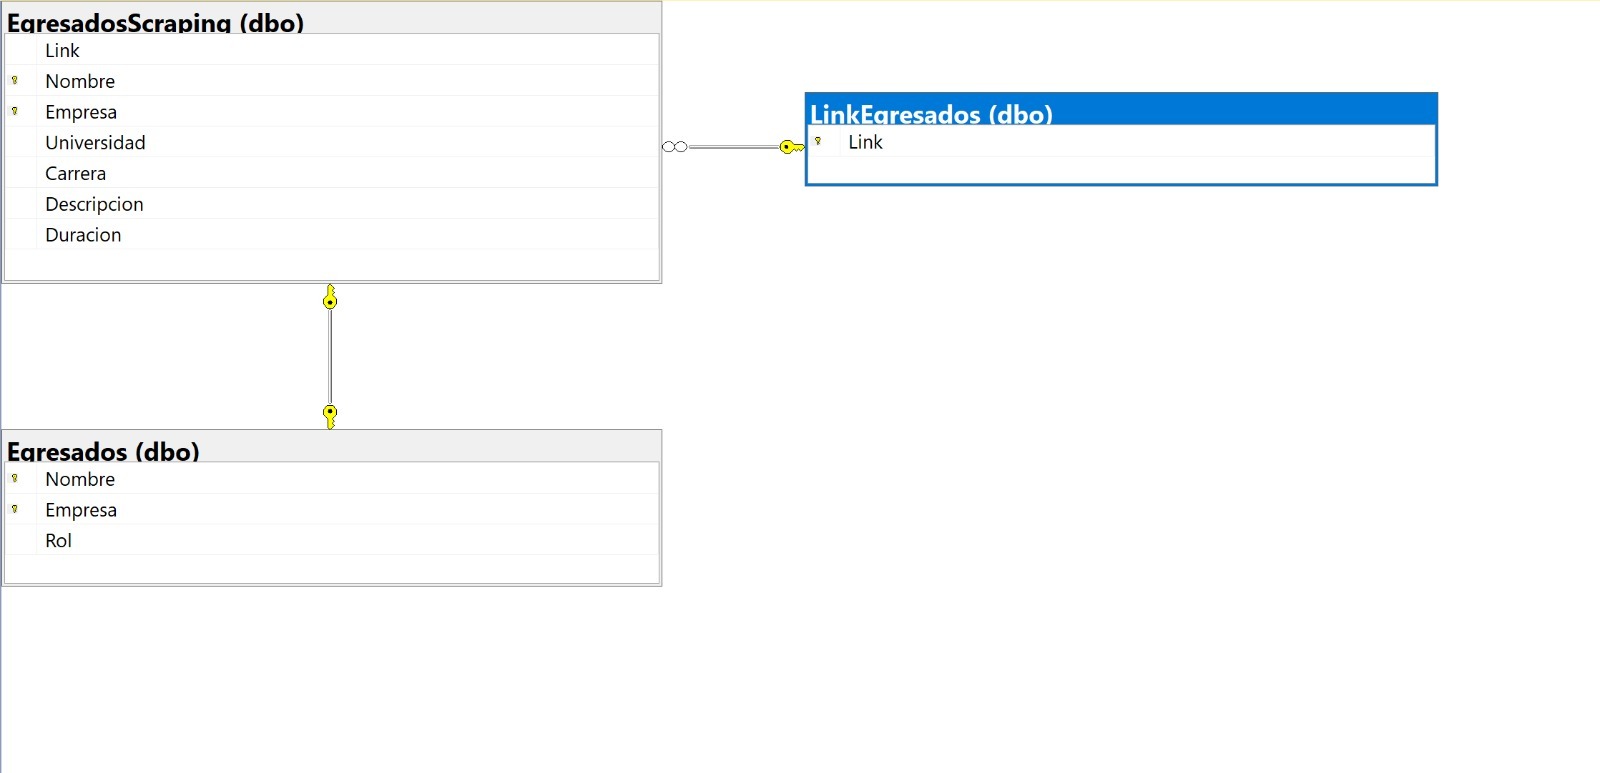 EgresadosScraping (dbo)
Link
Nombre
Empresa
Universidad
Carrera
Descripcion
Duracion
LinkEgresados (dbo)
Link
Egresados (dbo)
Nombre
Empresa
Rol